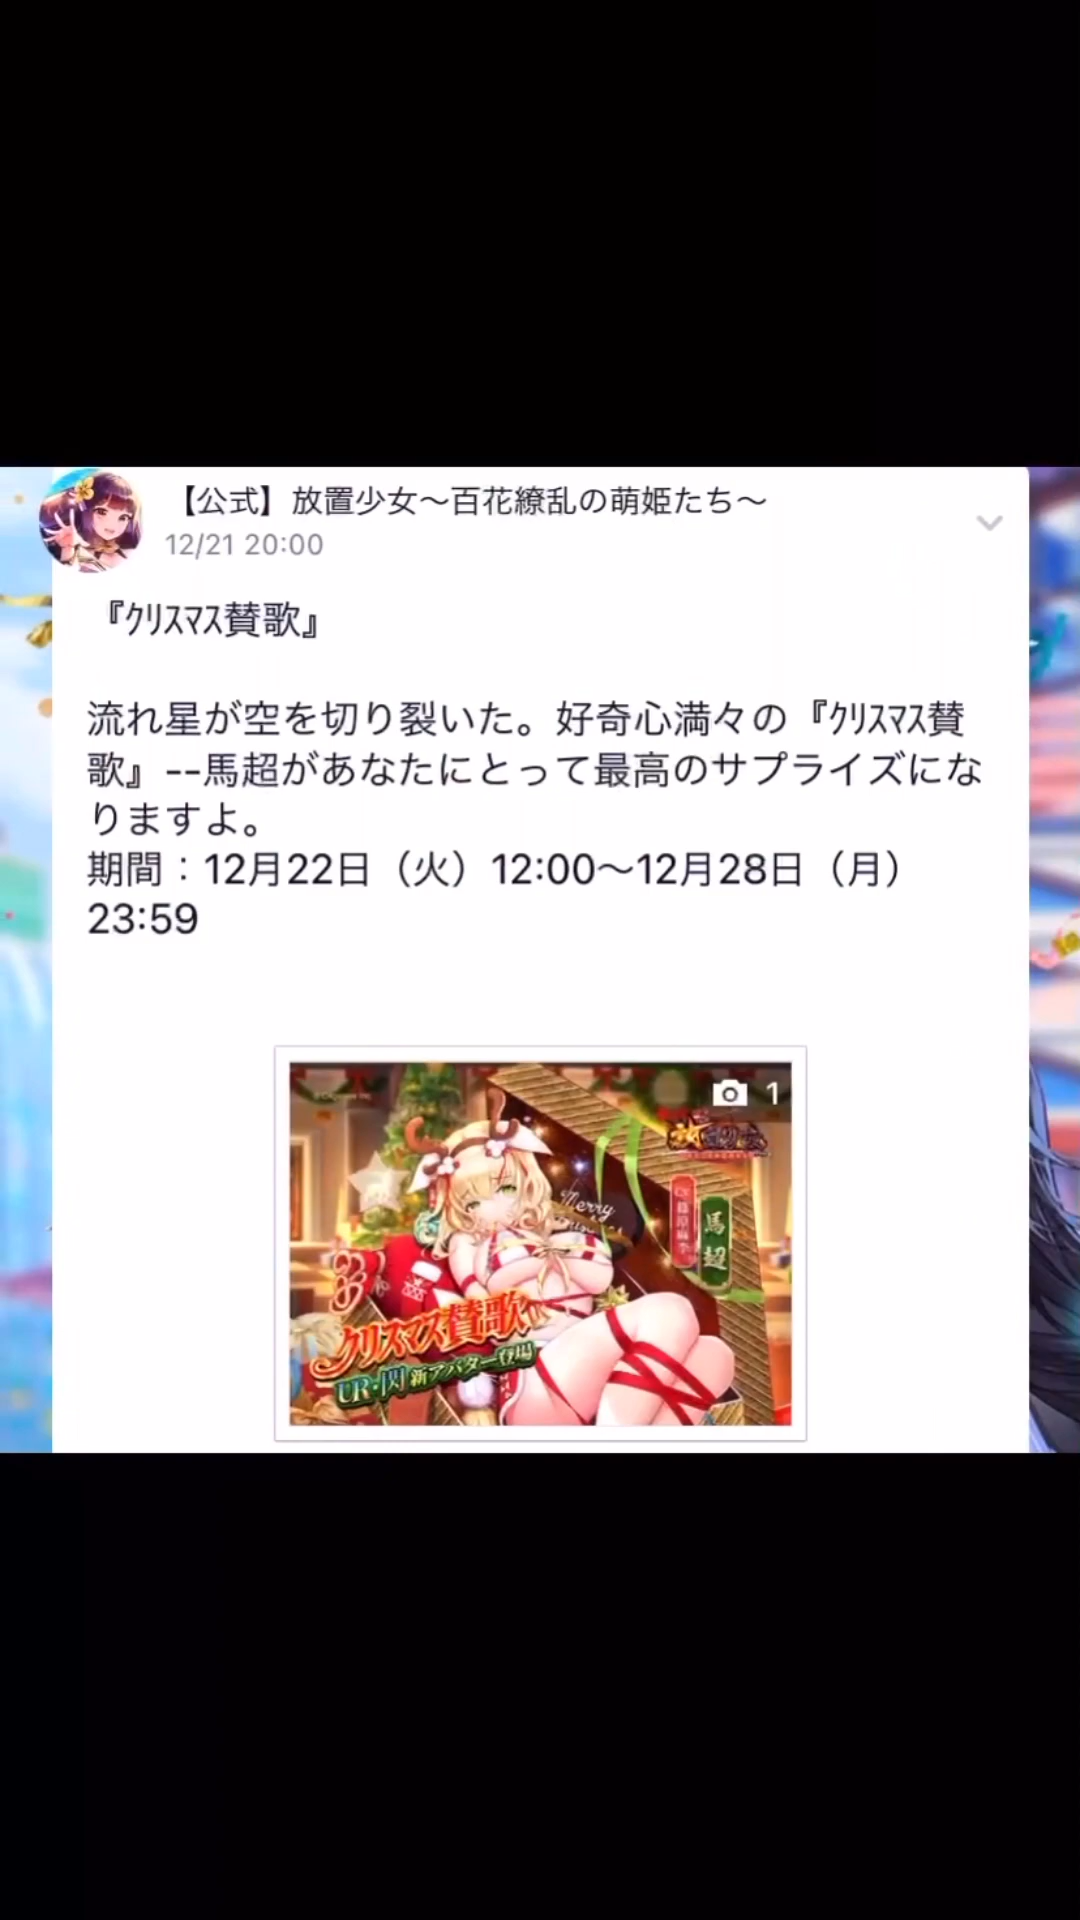 【公式】放置少女〜百花繚乱の萌姫たち〜
12/21 20:00
『ｸﾘｽﾏｽ賛歌』
流れ星が空を切り裂いた。好奇心満々の『ｸﾘｽﾏｽ賛
歌』--馬超があなたにとって最高のサプライズにな
りますよ。
期間：12月22日（火）12:00〜12月28日（月）
23:59
1
Merry
馬超
クリスマス賛歌
UR・閃 新アバター登場